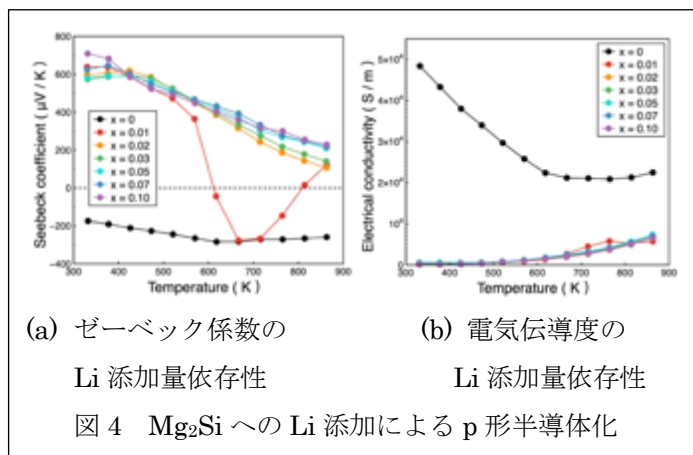 800
600
400
200
0
−200
−400
Seebeck coefficient ( μV / K )
x = 0
x = 0.01
x = 0.02
x = 0.03
x = 0.05
x = 0.07
x = 0.10
300 400 500 600 700 800 900
Temperature ( K )
Electrical conductivity ( S / m )
x = 0
x = 0.01
x = 0.02
x = 0.03
x = 0.05
x = 0.07
x = 0.10
0
300 400 500 600 700 800 900
Temperature ( K )
(a) ゼーベック係数の
Li 添加量依存性
(b) 電気伝導度の
Li 添加量依存性
図 4 Mg₂Si への Li 添加による p 形半導体化